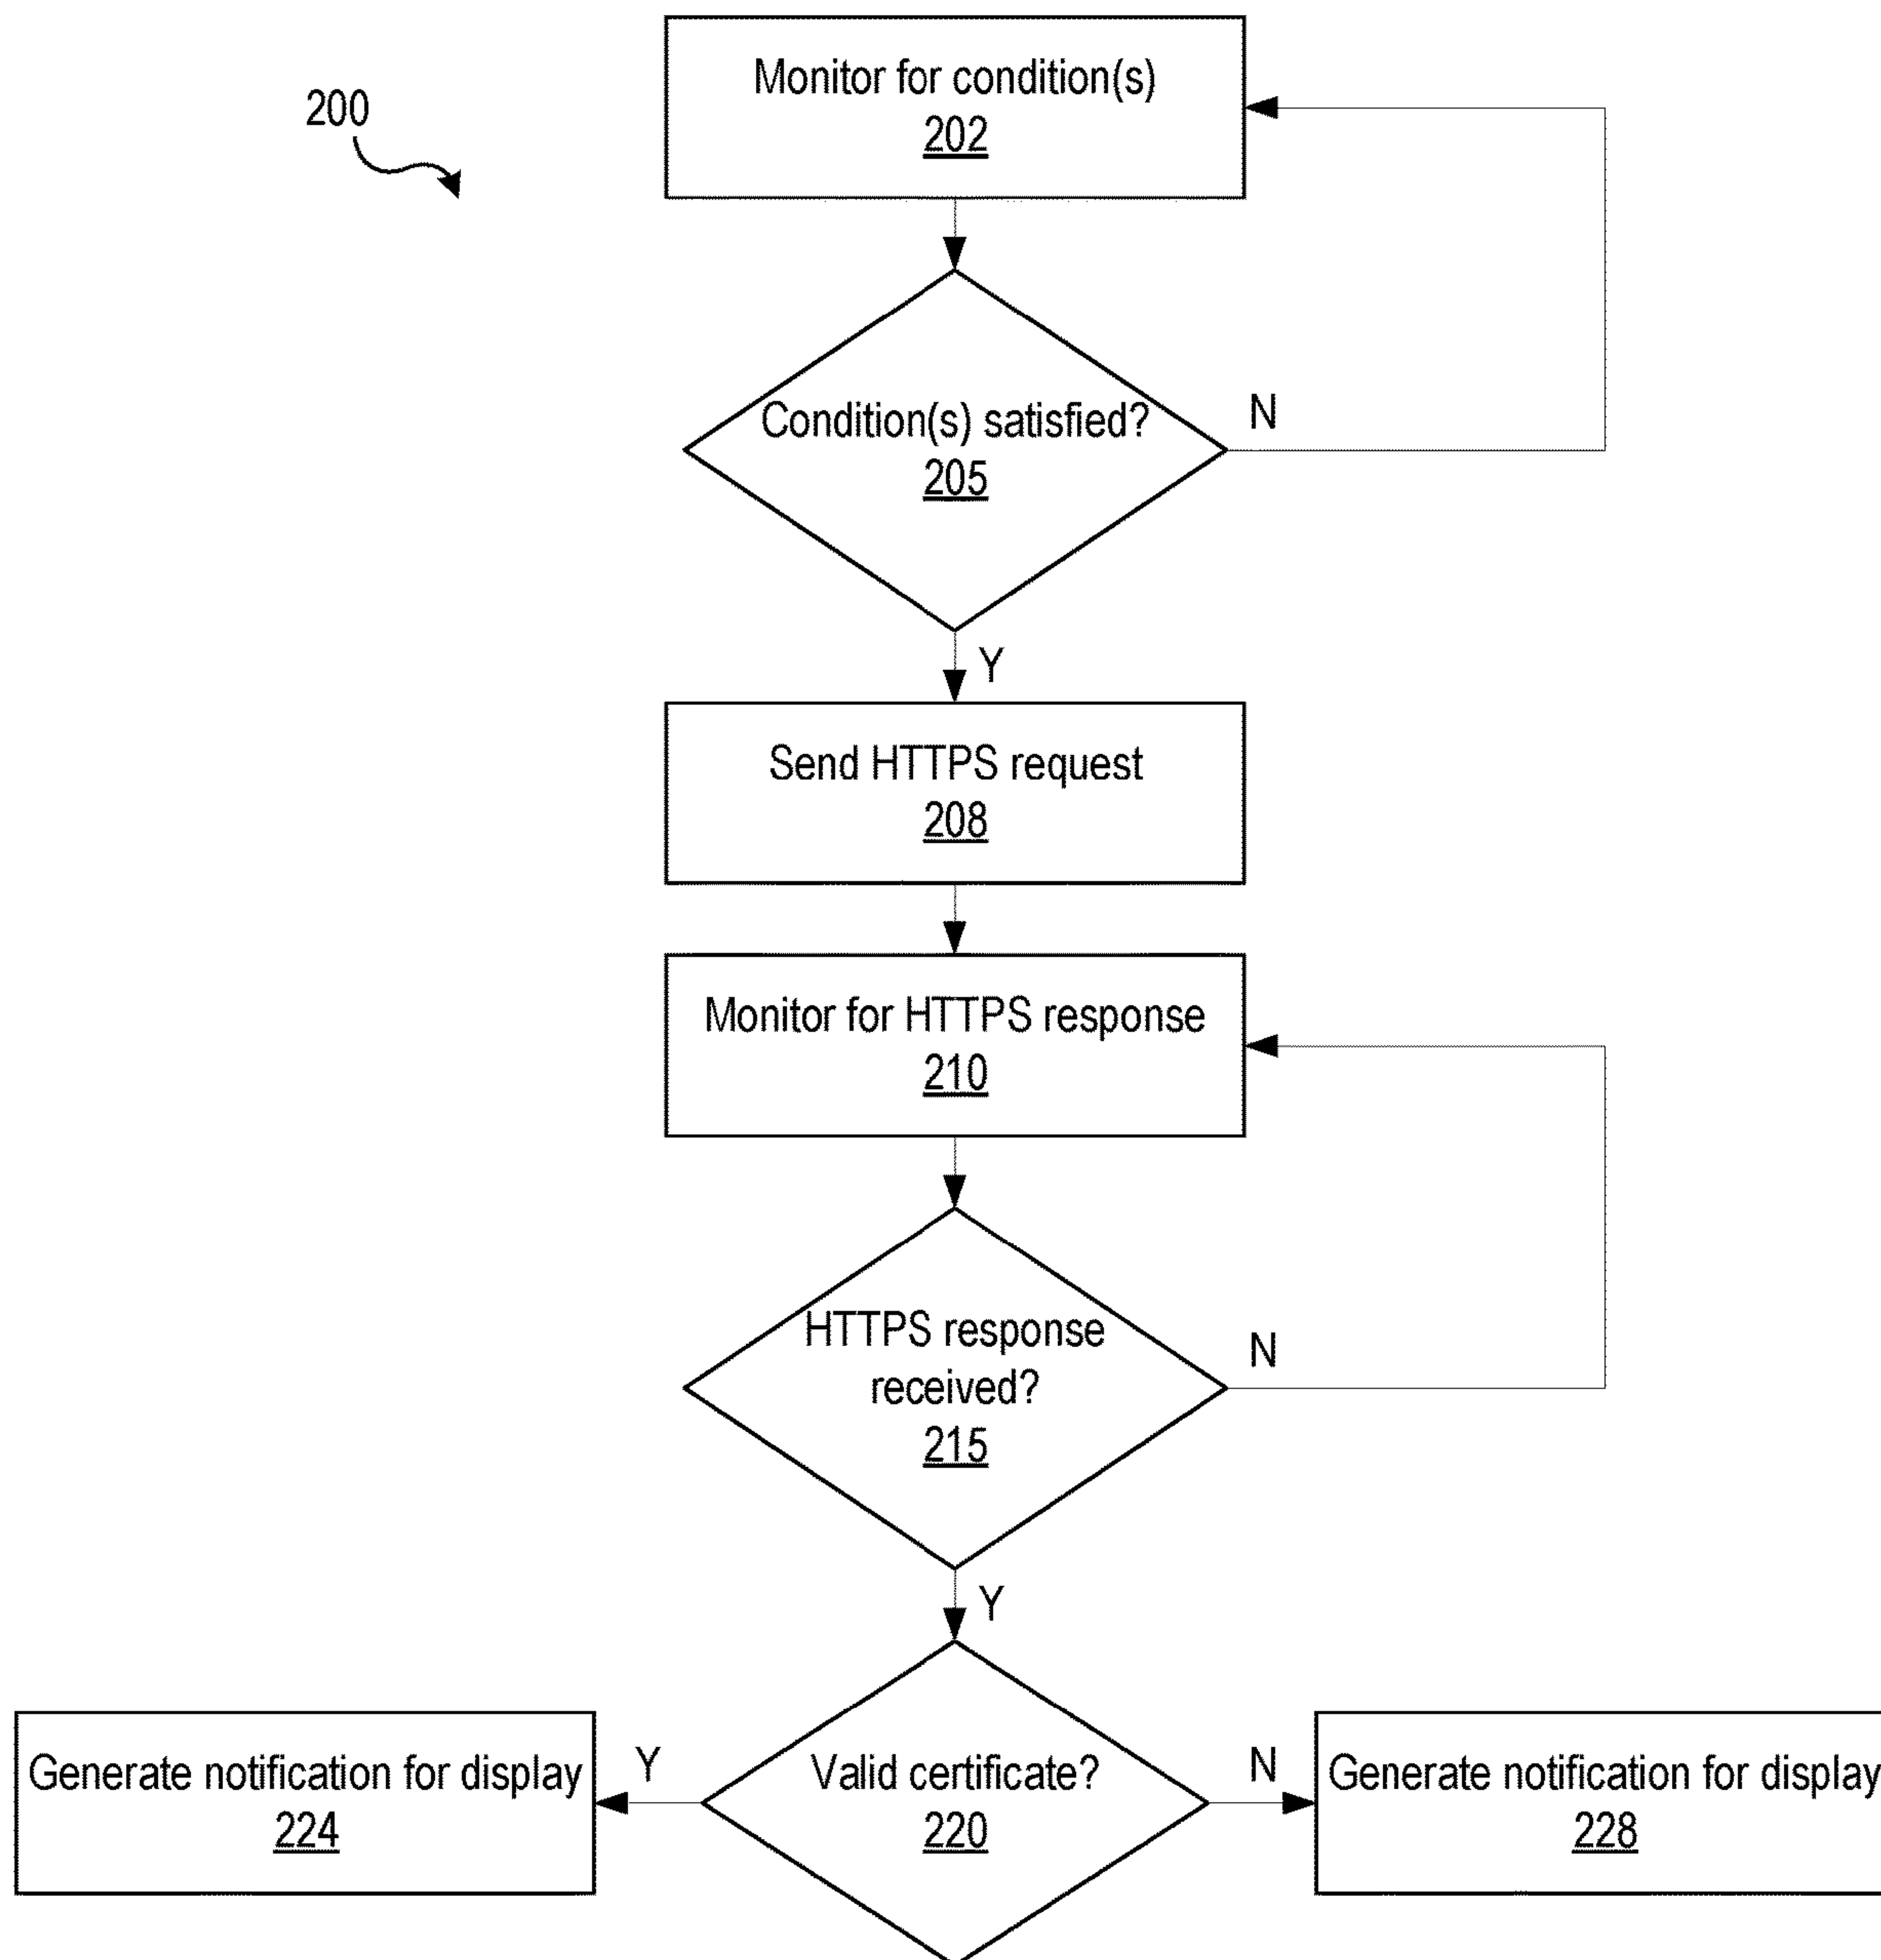 Monitor for condition(s)
202
200
Condition(s) satisfied?
205
N
Y
Send HTTPS request
208
Monitor for HTTPS response
210
HTTPS response
received?
215
N
Y
Generate notification for display
224
Y
Valid certificate?
220
N
Generate notification for display
228